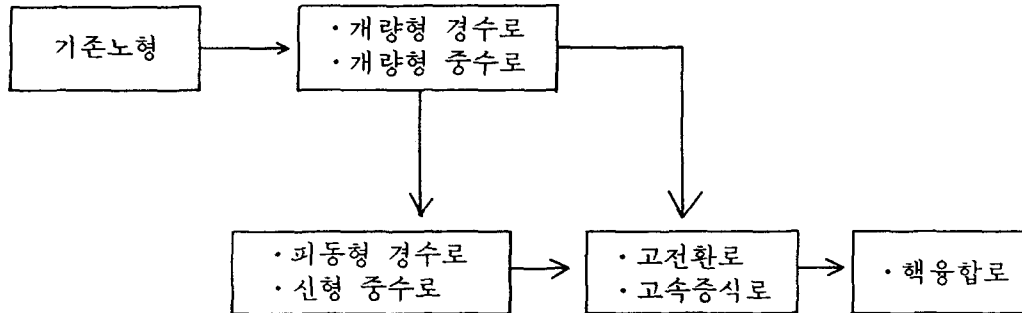 기존노형
· 개량형 경수로
· 개량형 중수로
· 피동형 경수로
· 신형 중수로
· 고전환로
· 고속증식로
· 핵융합로